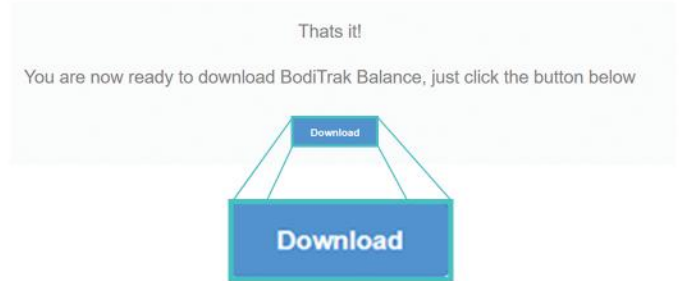 Thats it!
You are now ready to download BodiTrak Balance, just click the button below
Download
Download